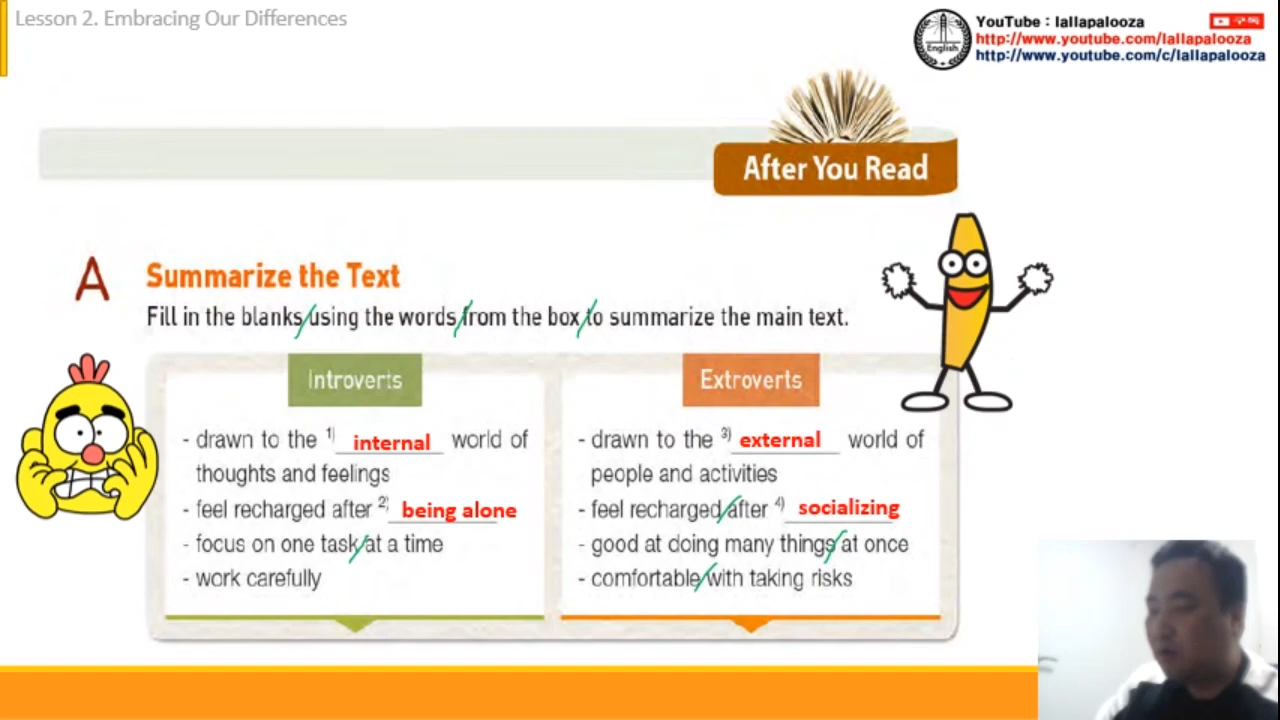 Lesson 2. Embracing Our Differences
YouTube : lallapalooza
http://www.youtube.com/lallapalooza
http://www.youtube.com/c/lallapalooza
English
After You Read
A Summarize the Text
Fill in the blanks using the words from the box to summarize the main text.
Introverts
- drawn to the 1) internal world of
thoughts and feelings
- feel recharged after 2) being alone
- focus on one task at a time
- work carefully
Extroverts
- drawn to the 3) external world of
people and activities
- feel recharged after 4) socializing
- good at doing many things at once
- comfortable with taking risks